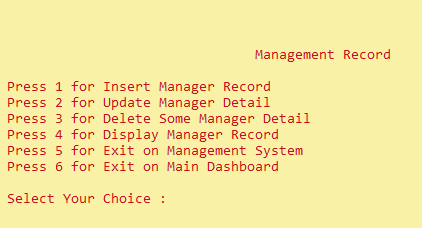 Management Record
Press 1 for Insert Manager Record
Press 2 for Update Manager Detail
Press 3 for Delete Some Manager Detail
Press 4 for Display Manager Record
Press 5 for Exit on Management System
Press 6 for Exit on Main Dashboard
Select Your Choice :